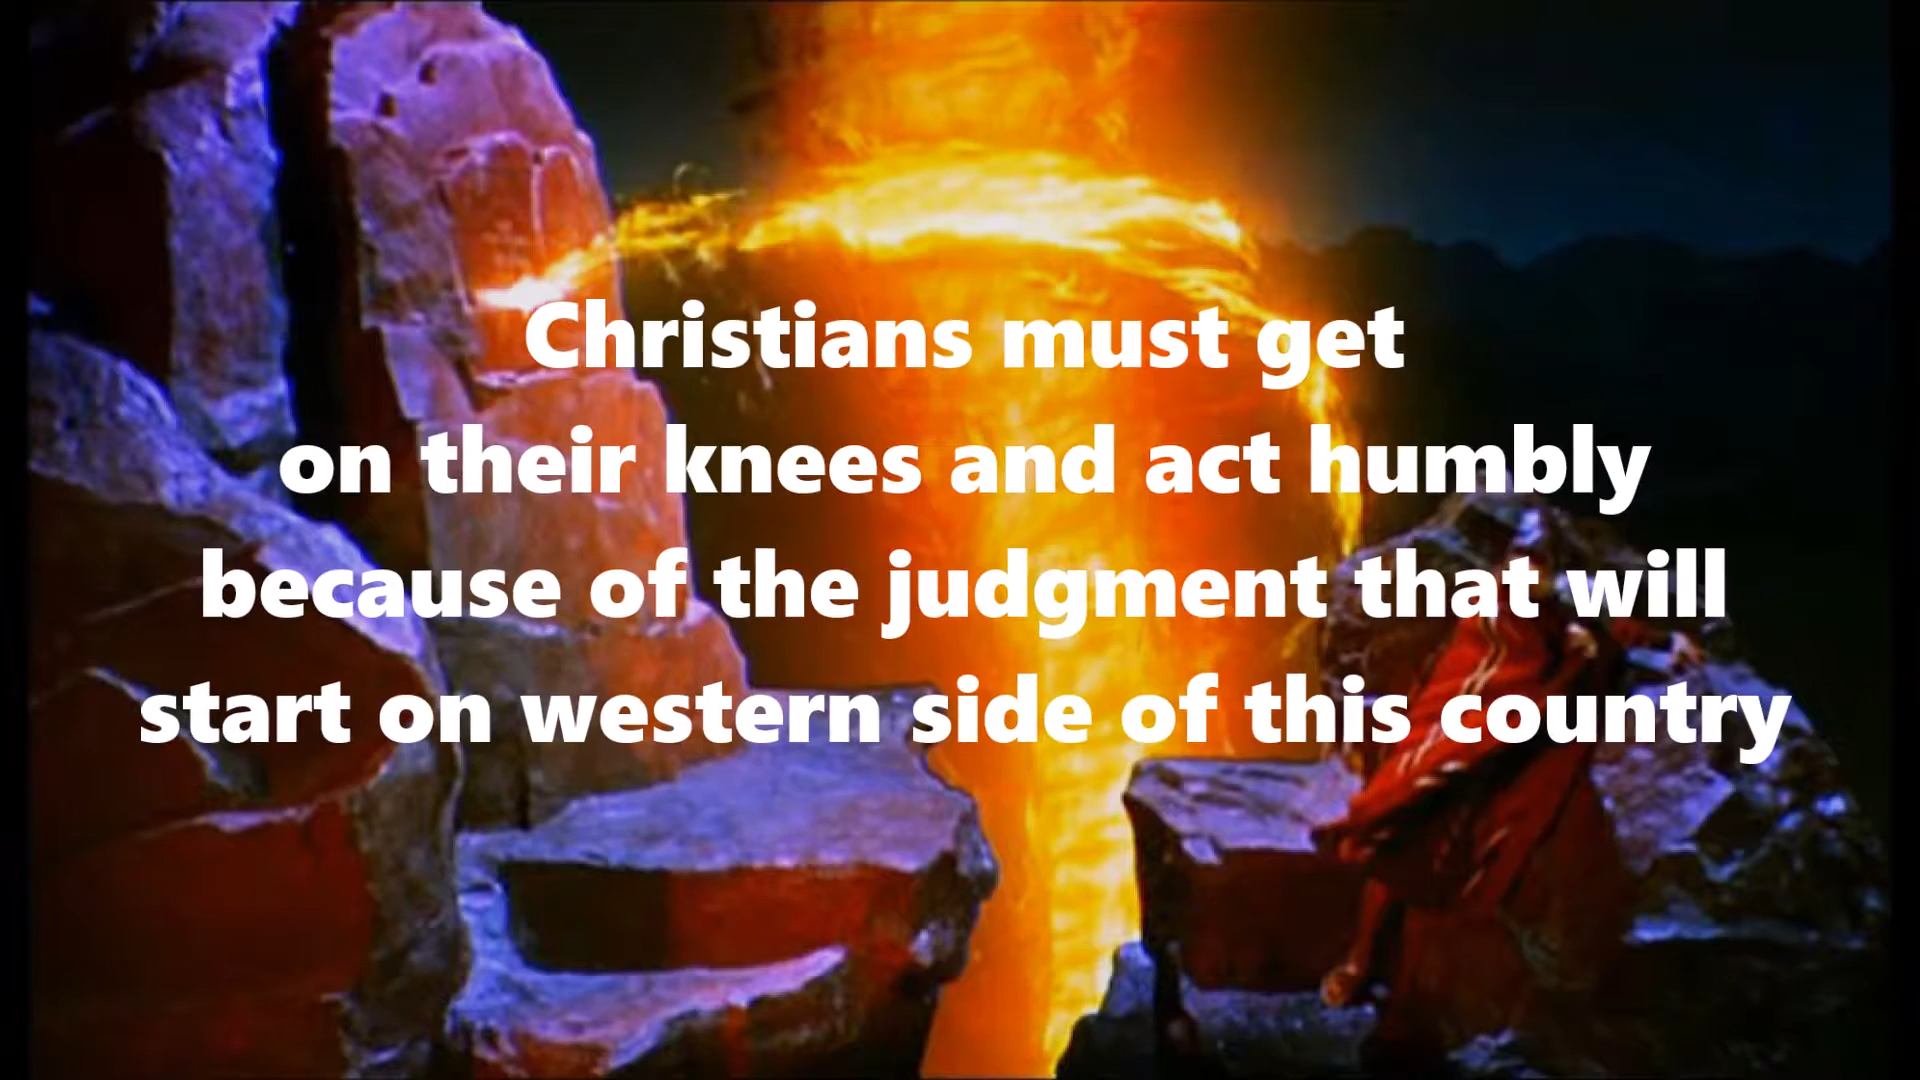 Christians must get
on their knees and act humbly
because of the judgment that will
start on western side of this country